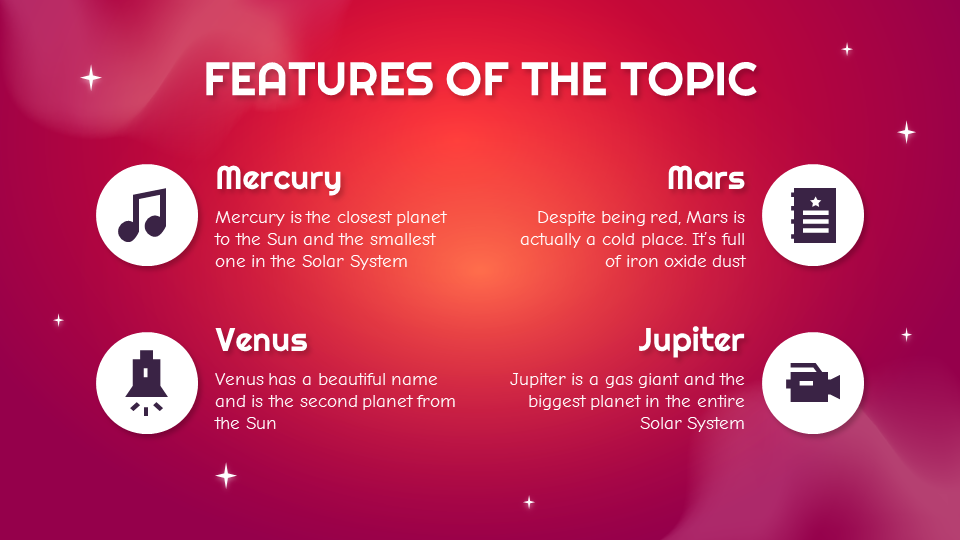 FEATURES OF THE TOPIC
Mercury
Mercury is the closest planet
to the Sun and the smallest
one in the Solar System
Mars
Despite being red, Mars is
actually a cold place. It's full
of iron oxide dust
Venus
Venus has a beautiful name
and is the second planet from
the Sun
Jupiter
Jupiter is a gas giant and the
biggest planet in the entire
Solar System